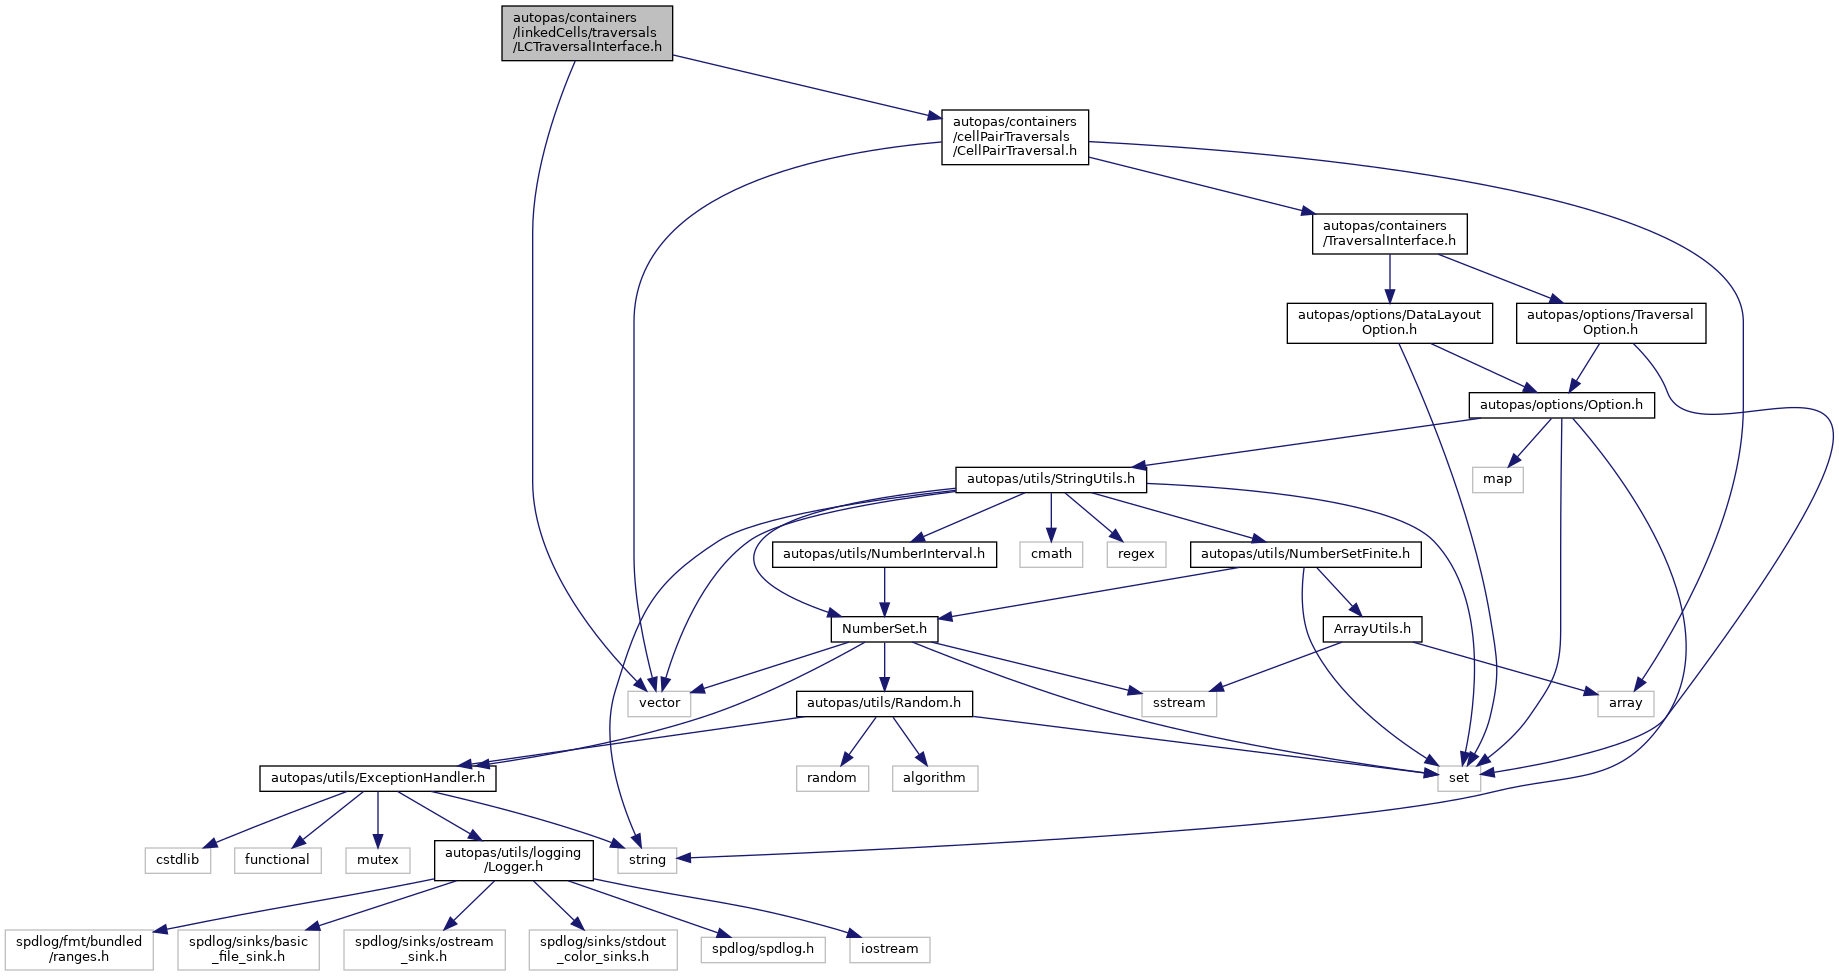 autopas/containers
/linkedCells/traversals
/LCTraversalInterface.h
autopas/containers
/cellPairTraversals
/CellPairTraversal.h
autopas/containers
/TraversalInterface.h
autopas/options/DataLayout
Option.h
autopas/options/Traversal
Option.h
autopas/options/Option.h
autopas/utils/StringUtils.h
map
autopas/utils/NumberInterval.h
cmath
regex
autopas/utils/NumberSetFinite.h
NumberSet.h
ArrayUtils.h
vector
autopas/utils/Random.h
sstream
array
autopas/utils/ExceptionHandler.h
random
algorithm
set
cstdlib
functional
mutex
autopas/utils/logging
/Logger.h
string
spdlog/fmt/bundled
/ranges.h
spdlog/sinks/basic
_file_sink.h
spdlog/sinks/ostream
_sink.h
spdlog/sinks/stdout
_color_sinks.h
spdlog/spdlog.h
iostream